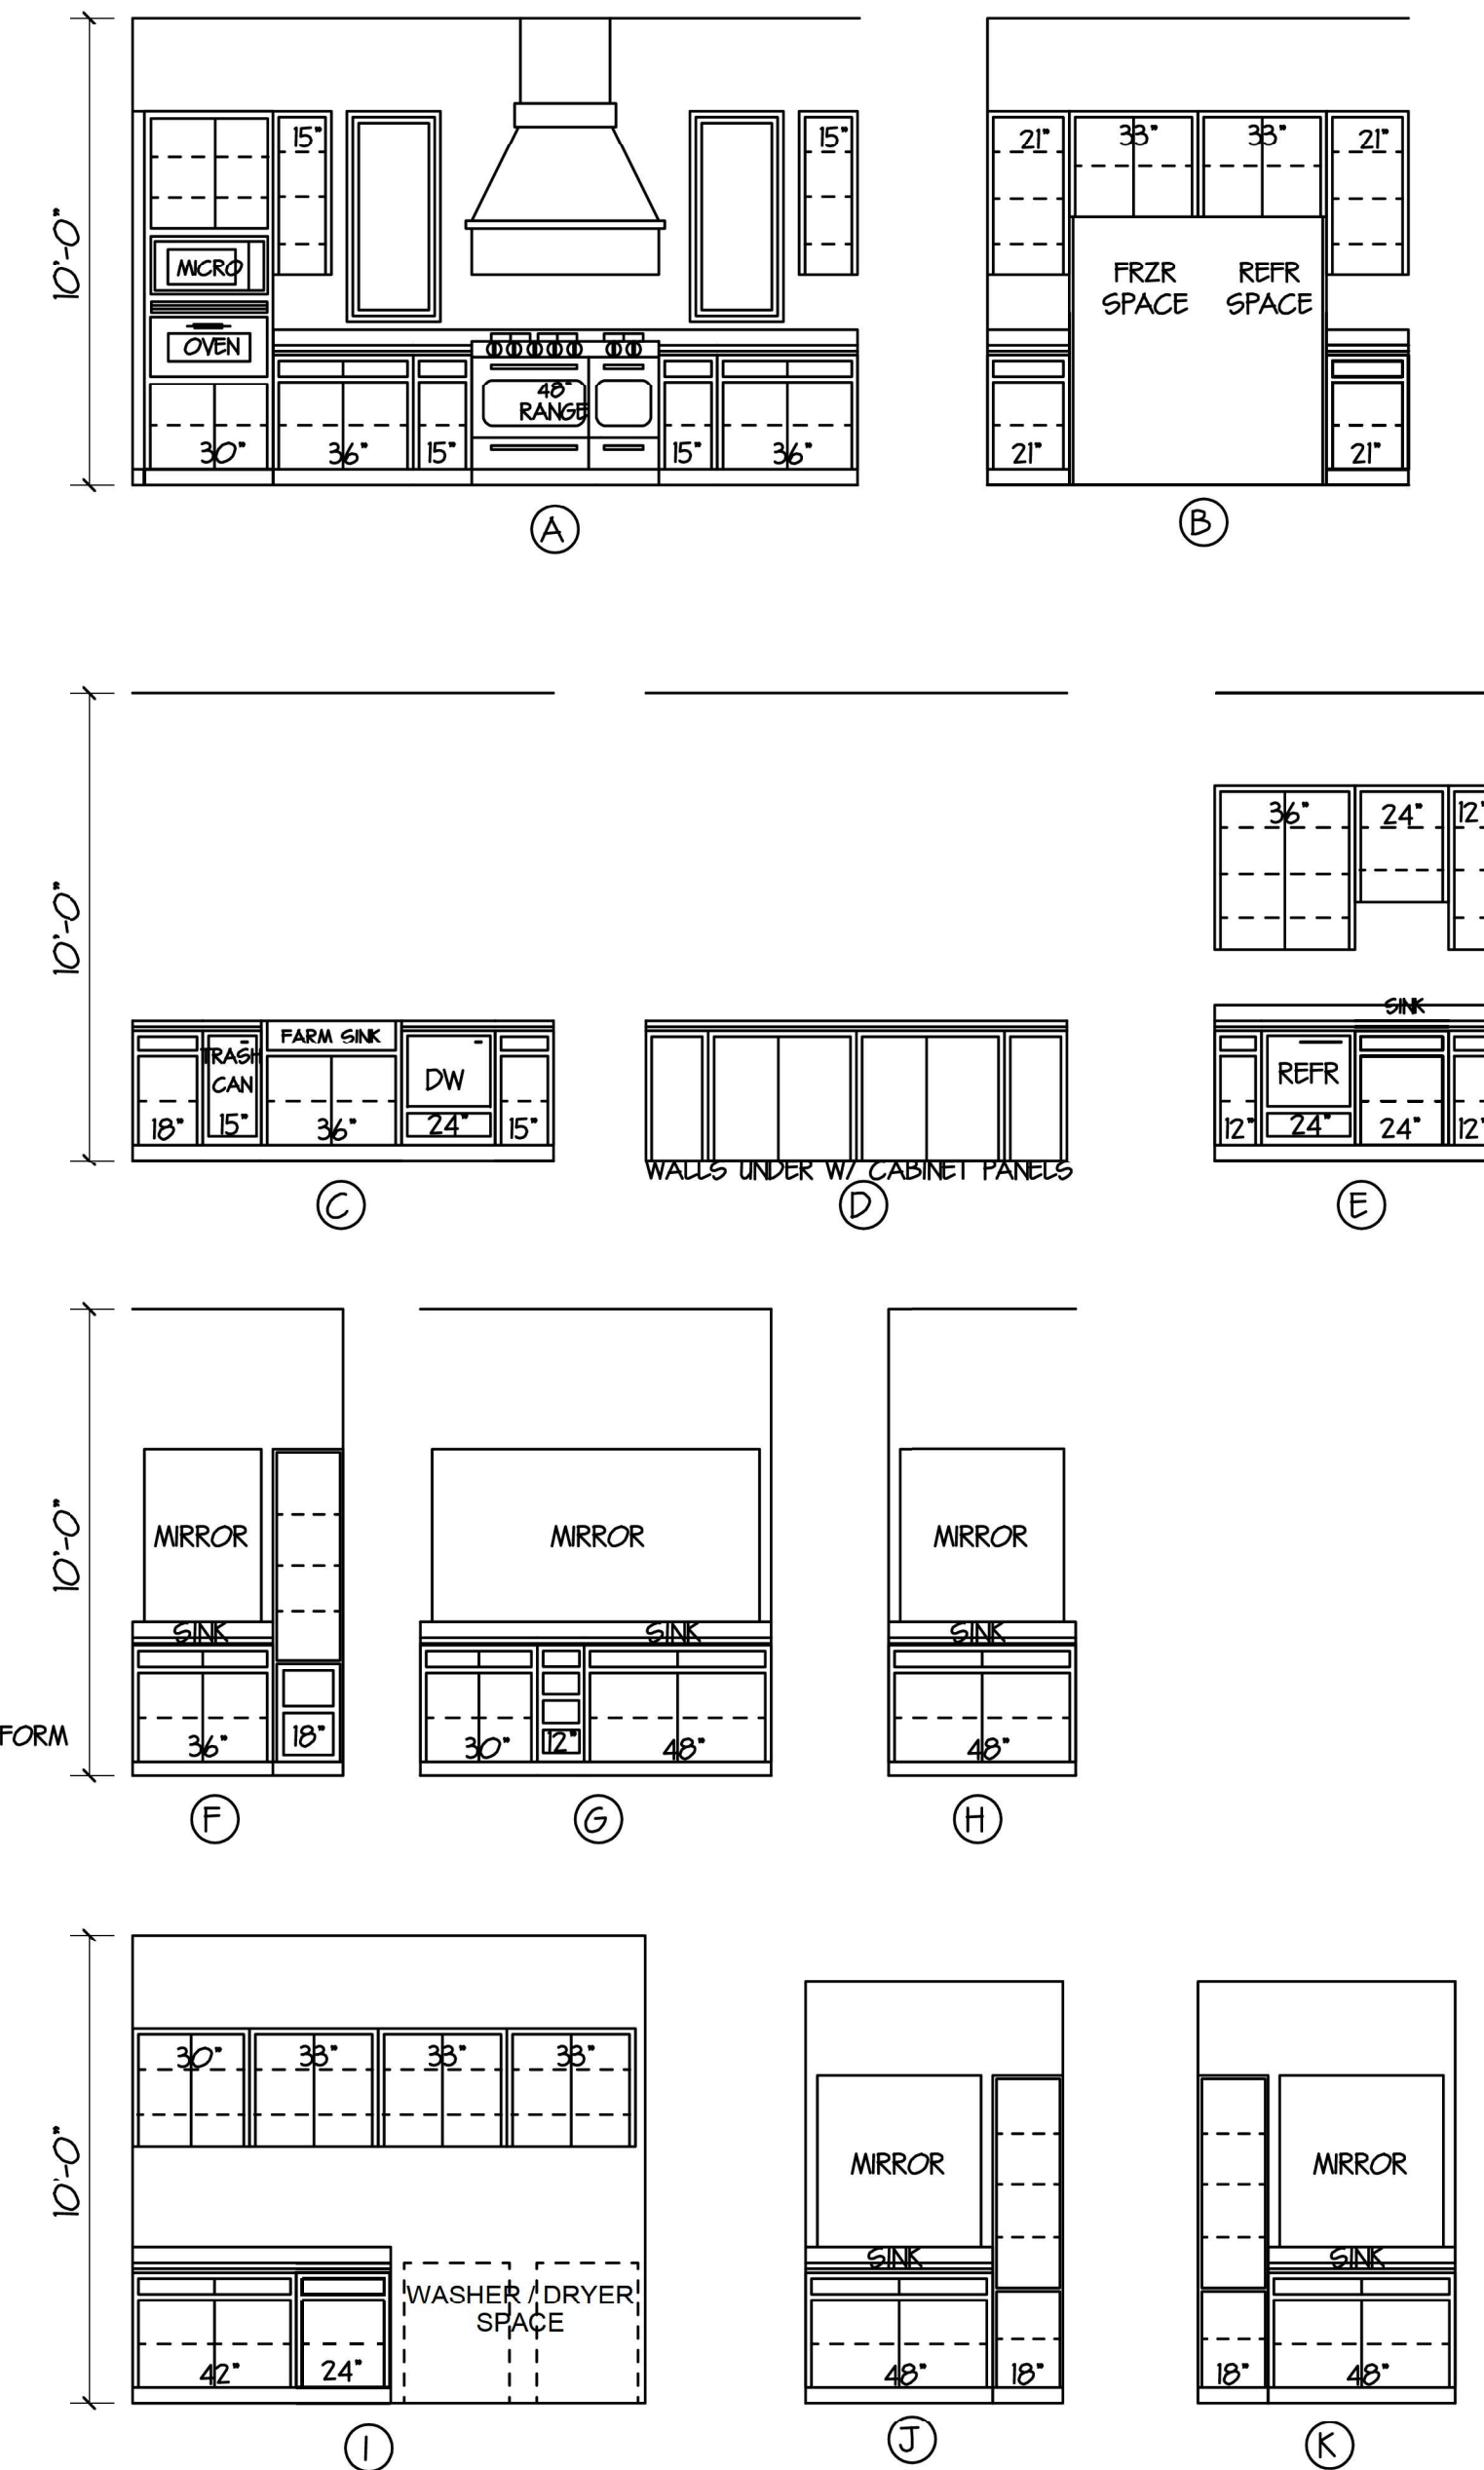 10'-0"
15"
15"
MICRO
OVEN
48"
RANGE
30"
36"
15"
15"
36"
A
21"
33"
33"
21"
FRZR
SPACE
REFR
SPACE
21"
21"
B
10'-0"
FARM SINK
TRASH
CAN
DW
18"
15"
36"
24"
15"
C
WALLS UNDER W/ CABINET PANELS
D
36"
24"
12"
SINK
REFR
12"
24"
24"
12"
E
10'-0"
MIRROR
SINK
36"
18"
FORM
F
MIRROR
SINK
30"
12"
48"
G
MIRROR
SINK
48"
H
10'-0"
30"
33"
33"
33"
WASHER / DRYER
SPACE
42"
24"
I
MIRROR
SINK
48"
18"
J
MIRROR
SINK
18"
48"
K